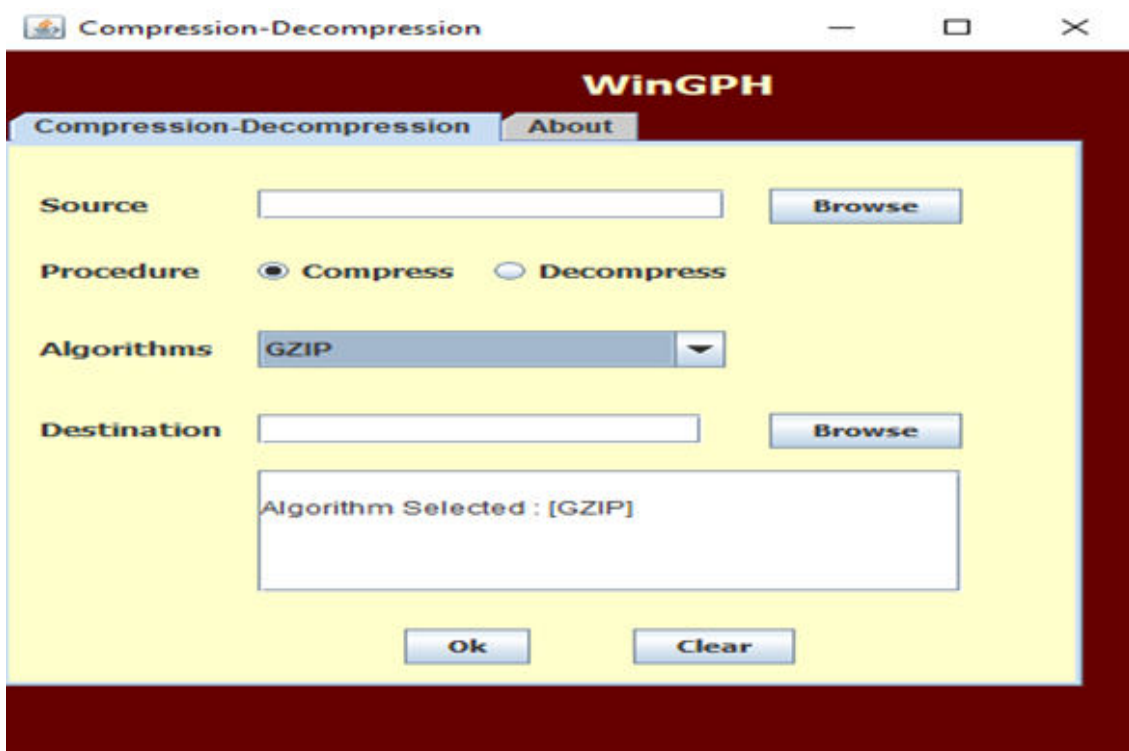 Compression-Decompression
WinGPH
Compression-Decompression About
Source Browse
Procedure Compress Decompress
Algorithms GZIP
Destination Browse
Algorithm Selected : [GZIP]
Ok Clear